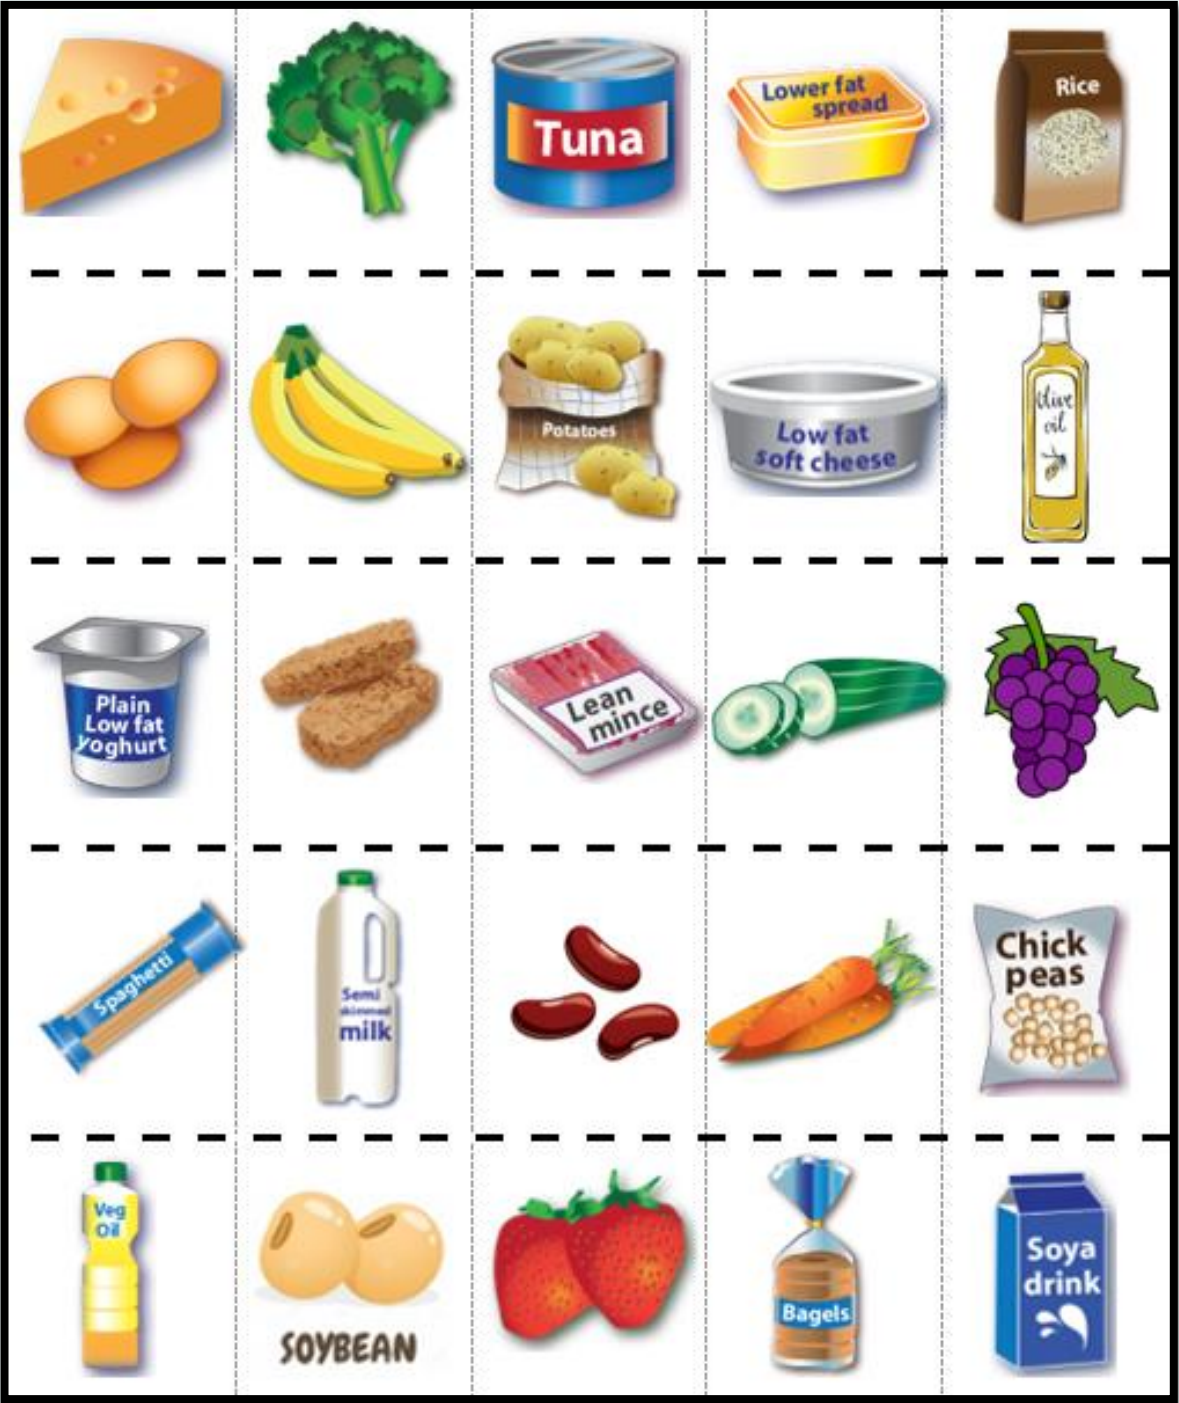 Tuna
Lower fat
spread
Rice
Potatoes
Low fat
soft cheese
Olive
oil
Plain
Low fat
yoghurt
Lean
mince
Spaghetti
Semi
skimmed
milk
Chick
peas
Veg
Oil
SOYBEAN
Bagels
Soya
drink